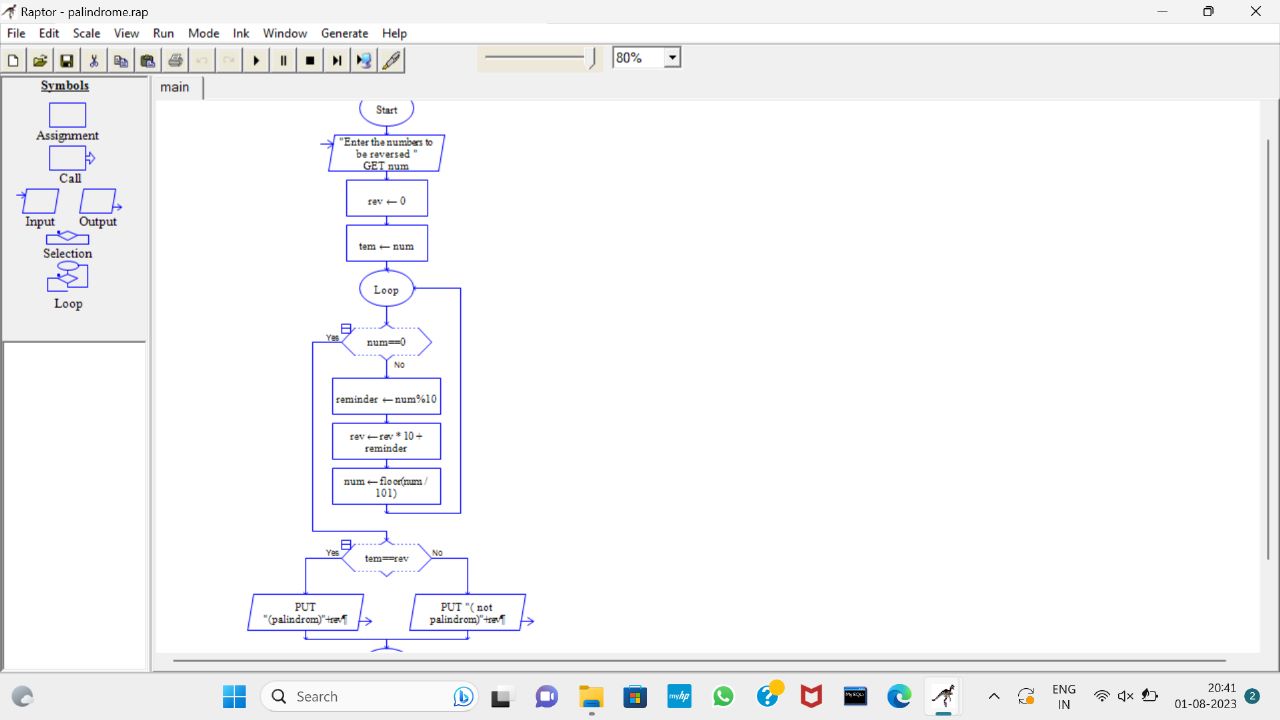 Raptor - palindrome.rap
File Edit Scale View Run Mode Ink Window Generate Help
80%
Symbols
Assignment
Call
Input Output
Selection
Loop
main
Start
"Enter the numbers to
be reversed "
GET num
rev ← 0
tem ← num
Loop
Yes
num==0
No
reminder ← num%10
rev ← rev * 10 +
reminder
num ← floor(num /
101)
Yes
tem==rev
No
PUT
"(palindrom)"+rev¶
PUT "( not
palindrom)"+rev¶
Search
myhp
MySQL
ENG
IN
20:41
01-08-2023
2